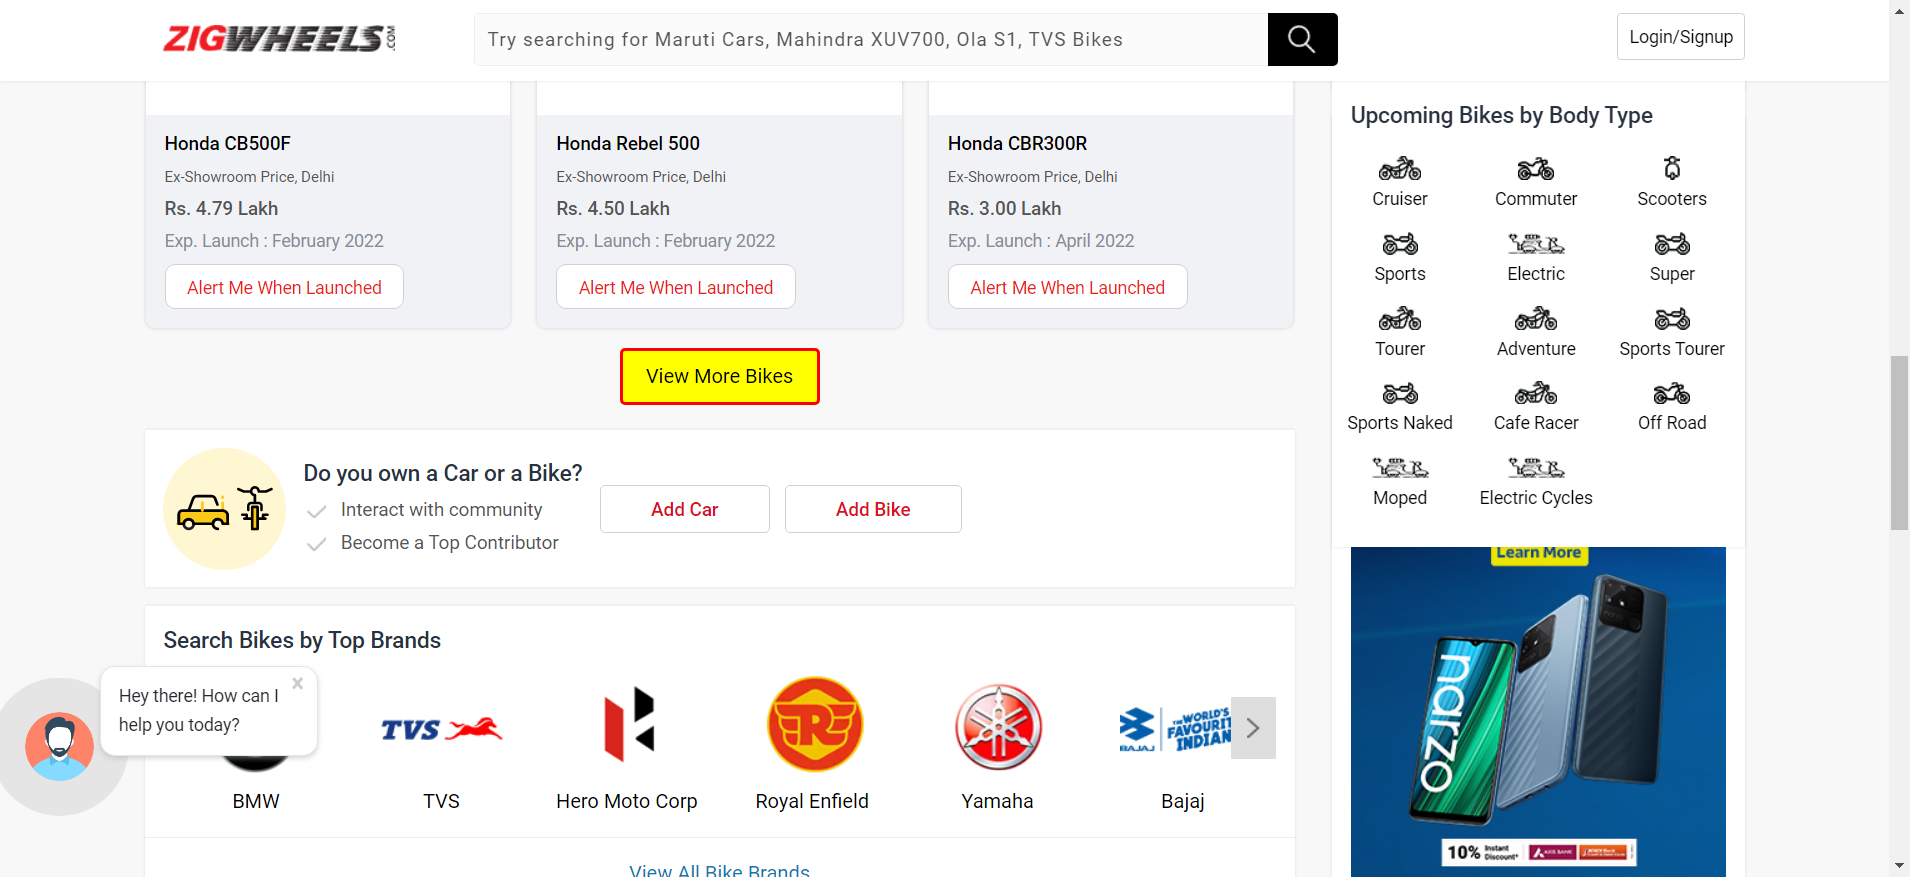 ZIGWHEELS.COM
Try searching for Maruti Cars, Mahindra XUV700, Ola S1, TVS Bikes
Login/Signup
Honda CB500F
Ex-Showroom Price, Delhi
Rs. 4.79 Lakh
Exp. Launch : February 2022
Alert Me When Launched
Honda Rebel 500
Ex-Showroom Price, Delhi
Rs. 4.50 Lakh
Exp. Launch : February 2022
Alert Me When Launched
Honda CBR300R
Ex-Showroom Price, Delhi
Rs. 3.00 Lakh
Exp. Launch : April 2022
Alert Me When Launched
View More Bikes
Do you own a Car or a Bike?
Interact with community
Become a Top Contributor
Add Car
Add Bike
Search Bikes by Top Brands
TVS
R
BAJAJ
THE WORLD'S
FAVOURIT
INDIAN
BMW
TVS
Hero Moto Corp
Royal Enfield
Yamaha
Bajaj
View All Bike Brands
Hey there! How can I
help you today?
Upcoming Bikes by Body Type
Cruiser
Commuter
Scooters
Sports
Electric
Super
Tourer
Adventure
Sports Tourer
Sports Naked
Cafe Racer
Off Road
Moped
Electric Cycles
Learn More
narzo
10% Instant
Discount*
AXIS BANK